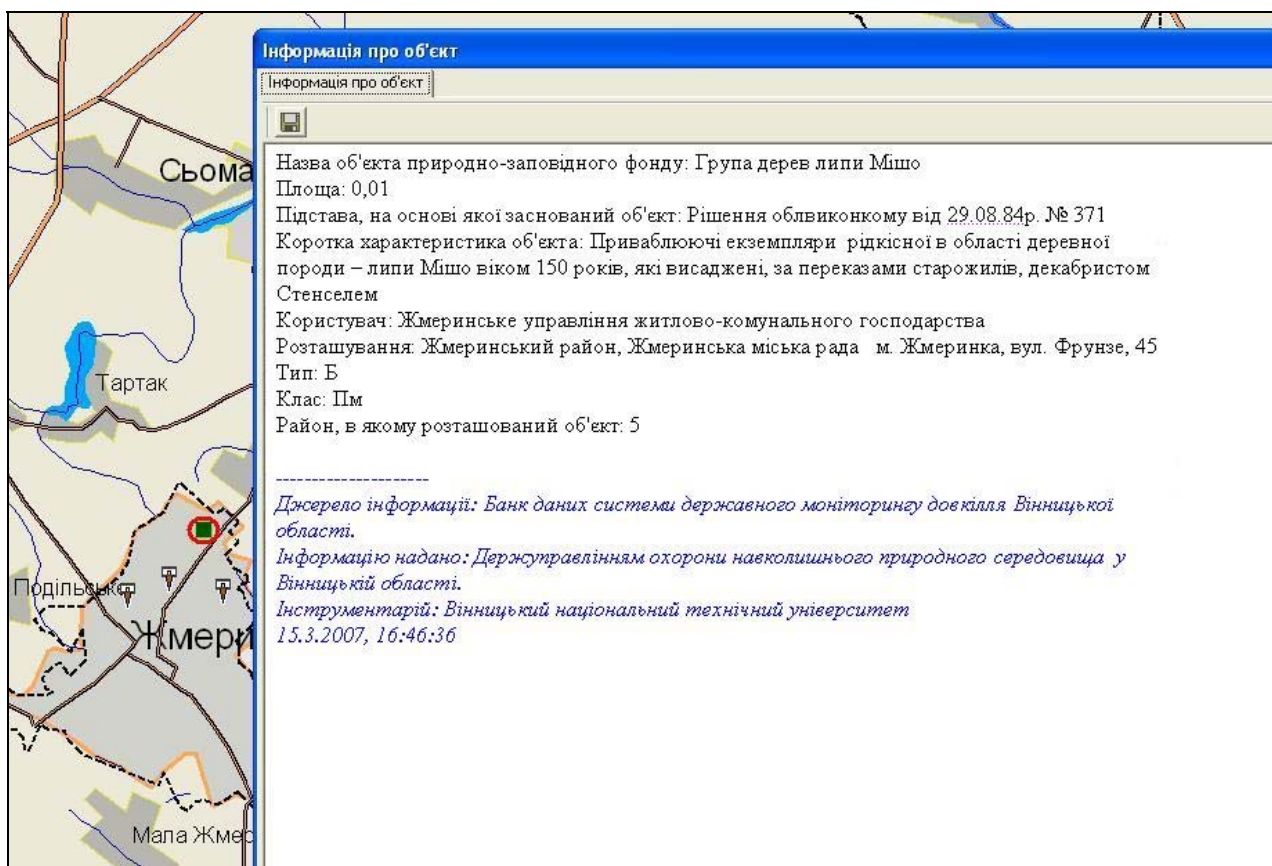 Інформація про об'єкт
Інформація про об'єкт
Назва об'єкта природно-заповідного фонду: Група дерев липи Мішо
Площа: 0,01
Підстава, на основі якої заснований об'єкт: Рішення облвиконкому від 29.08.84р. № 371
Коротка характеристика об'єкта: Приваблюючі екземпляри рідкісної в області деревної
породи – липи Мішо віком 150 років, які висаджені, за переказами старожилів, декабристом
Стенселем
Користувач: Жмеринське управління житлово-комунального господарства
Розташування: Жмеринський район, Жмеринська міська рада м. Жмеринка, вул. Фрунзе, 45
Тип: Б
Клас: Пм
Район, в якому розташований об'єкт: 5
--------------------
Джерело інформації: Банк даних системи державного моніторингу довкілля Вінницької
області.
Інформацію надано: Держуправлінням охорони навколишнього природного середовища у
Вінницькій області.
Інструментарій: Вінницький національний технічний університет
15.3.2007, 16:46:36
Сьома
Тартак
Жмери
Мала Жмер